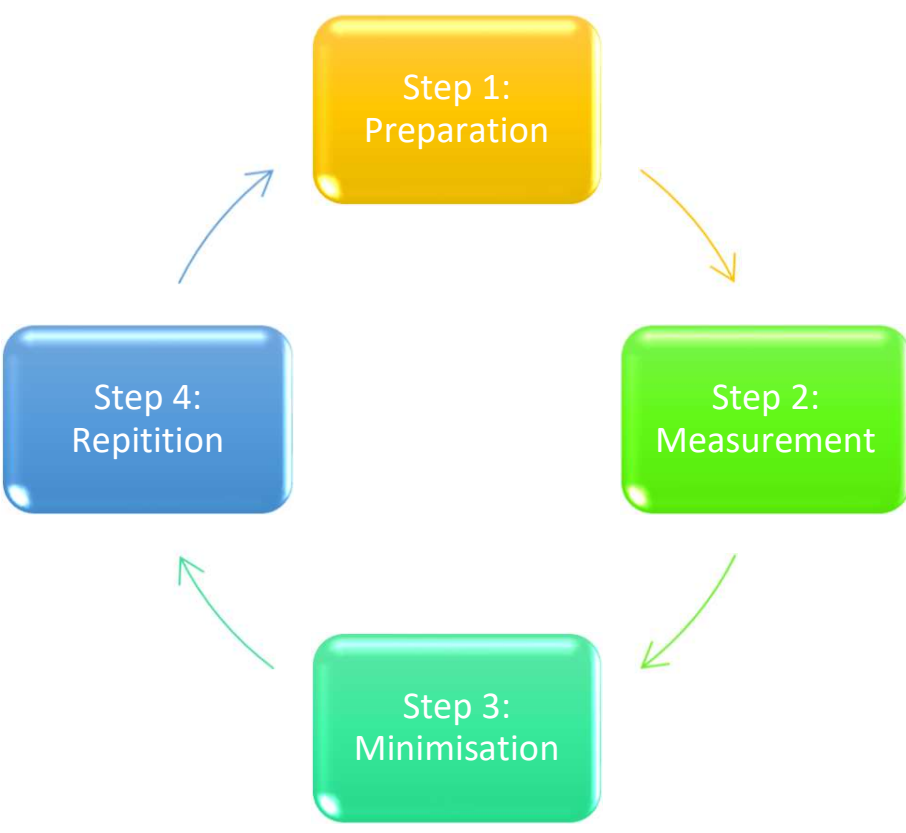 Step 1:
Preparation
Step 2:
Measurement
Step 3:
Minimisation
Step 4:
Repitition